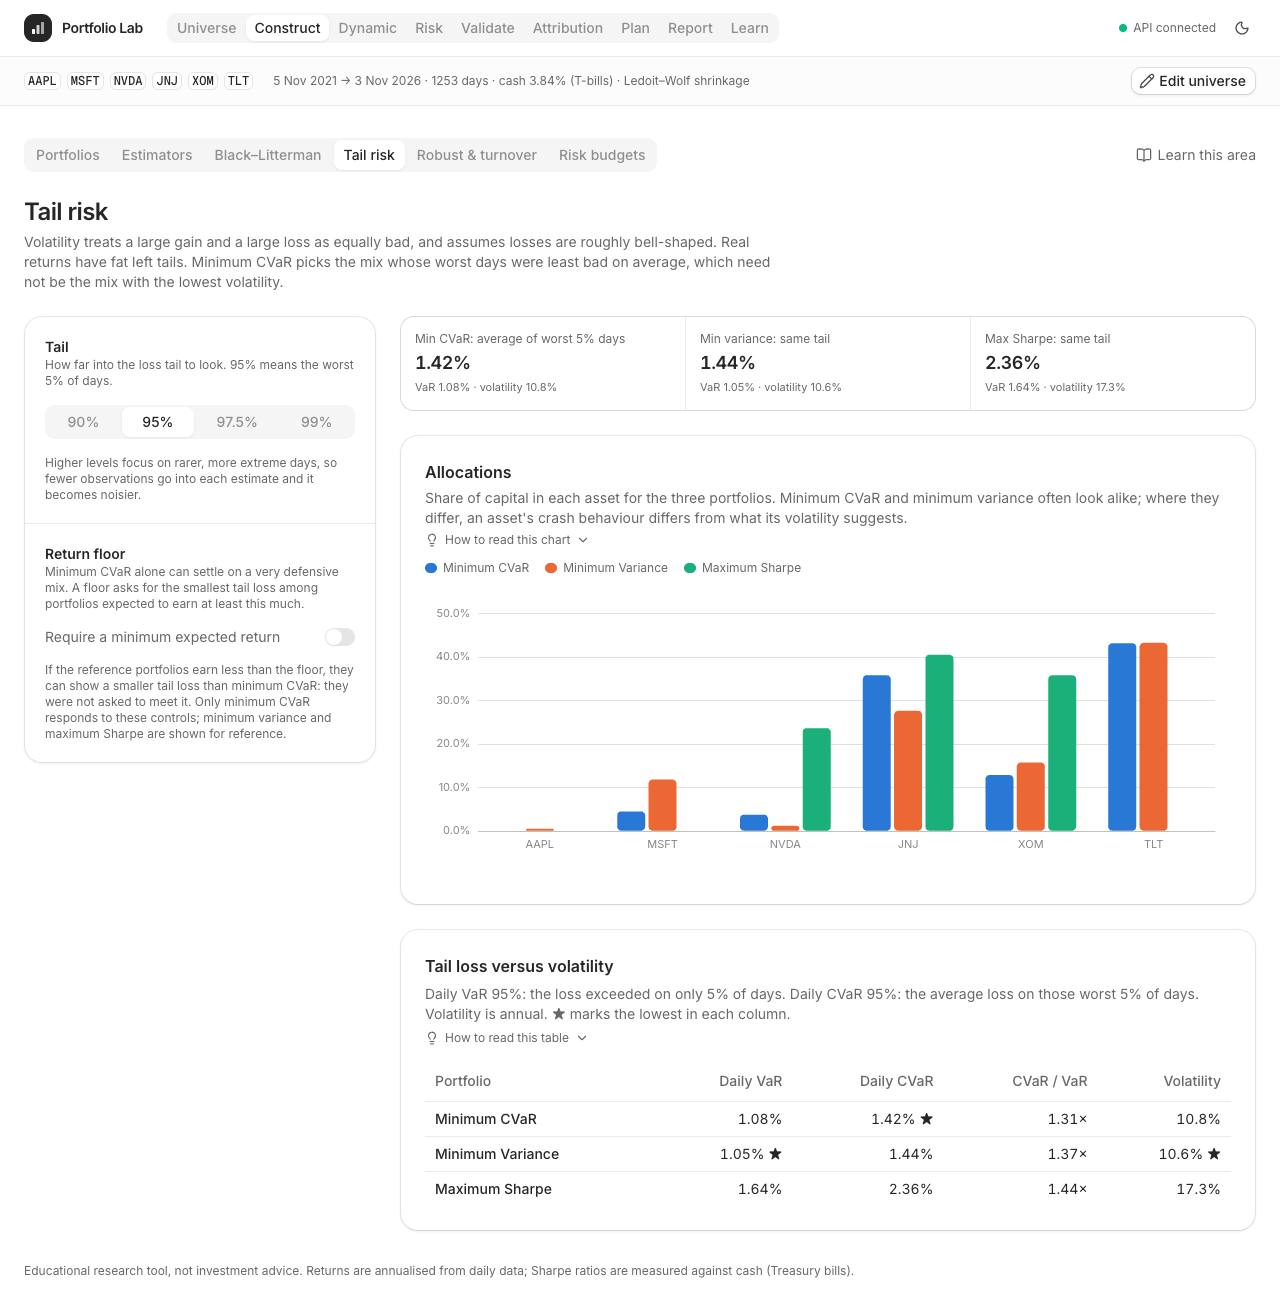 Portfolio Lab
Universe Construct Dynamic Risk Validate Attribution Plan Report Learn
API connected
AAPL MSFT NVDA JNJ XOM TLT
5 Nov 2021 → 3 Nov 2026 · 1253 days · cash 3.84% (T-bills) · Ledoit–Wolf shrinkage
Edit universe
Portfolios Estimators Black–Litterman Tail risk Robust & turnover Risk budgets
Learn this area
Tail risk
Volatility treats a large gain and a large loss as equally bad, and assumes losses are roughly bell-shaped. Real
returns have fat left tails. Minimum CVaR picks the mix whose worst days were least bad on average, which need
not be the mix with the lowest volatility.
Tail
How far into the loss tail to look. 95% means the worst
5% of days.
90% 95% 97.5% 99%
Higher levels focus on rarer, more extreme days, so
fewer observations go into each estimate and it
becomes noisier.
Return floor
Minimum CVaR alone can settle on a very defensive
mix. A floor asks for the smallest tail loss among
portfolios expected to earn at least this much.
Require a minimum expected return
If the reference portfolios earn less than the floor, they
can show a smaller tail loss than minimum CVaR: they
were not asked to meet it. Only minimum CVaR
responds to these controls; minimum variance and
maximum Sharpe are shown for reference.
Min CVaR: average of worst 5% days
1.42%
VaR 1.08% · volatility 10.8%
Min variance: same tail
1.44%
VaR 1.05% · volatility 10.6%
Max Sharpe: same tail
2.36%
VaR 1.64% · volatility 17.3%
Allocations
Share of capital in each asset for the three portfolios. Minimum CVaR and minimum variance often look alike; where they
differ, an asset's crash behaviour differs from what its volatility suggests.
How to read this chart
Minimum CVaR Minimum Variance Maximum Sharpe
50.0%
40.0%
30.0%
20.0%
10.0%
0.0%
AAPL MSFT NVDA JNJ XOM TLT
Tail loss versus volatility
Daily VaR 95%: the loss exceeded on only 5% of days. Daily CVaR 95%: the average loss on those worst 5% of days.
Volatility is annual. ★ marks the lowest in each column.
How to read this table
Portfolio Daily VaR Daily CVaR CVaR / VaR Volatility
Minimum CVaR 1.08% 1.42% ★ 1.31× 10.8%
Minimum Variance 1.05% ★ 1.44% 1.37× 10.6% ★
Maximum Sharpe 1.64% 2.36% 1.44× 17.3%
Educational research tool, not investment advice. Returns are annualised from daily data; Sharpe ratios are measured against cash (Treasury bills).